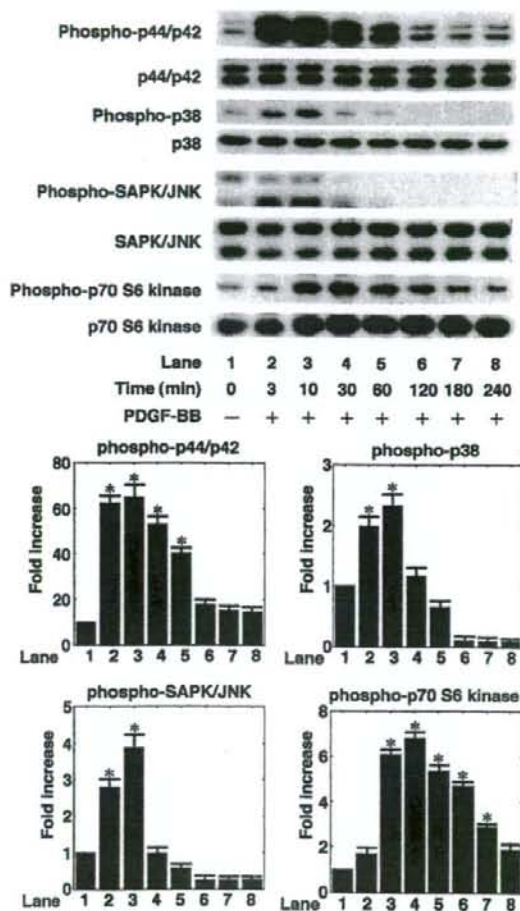 Phospho-p44/p42
p44/p42
Phospho-p38
p38
Phospho-SAPK/JNK
SAPK/JNK
Phospho-p70 S6 kinase
p70 S6 kinase
Lane 1 2 3 4 5 6 7 8
Time (min) 0 3 10 30 60 120 180 240
PDGF-BB − + + + + + + +
phospho-p44/p42
Fold increase
80
60
40
20
0
* * * *
Lane 1 2 3 4 5 6 7 8
phospho-p38
Fold increase
3
2
1
0
* *
Lane 1 2 3 4 5 6 7 8
phospho-SAPK/JNK
Fold increase
5
4
3
2
1
0
* *
Lane 1 2 3 4 5 6 7 8
phospho-p70 S6 kinase
Fold increase
8
6
4
2
0
* * * * *
Lane 1 2 3 4 5 6 7 8